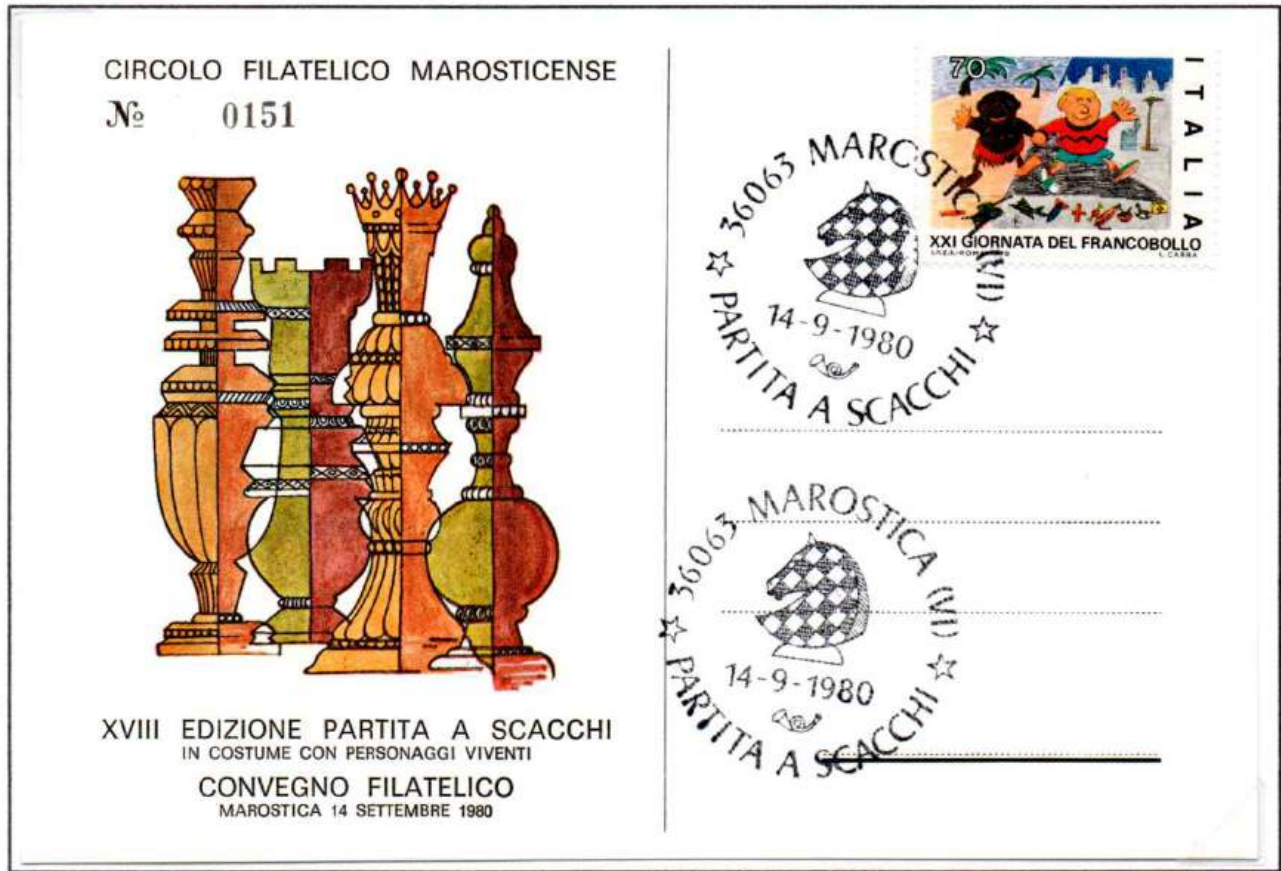 CIRCOLO FILATELICO MAROSTICENSE
№ 0151
XVIII EDIZIONE PARTITA A SCACCHI
IN COSTUME CON PERSONAGGI VIVENTI
CONVEGNO FILATELICO
MAROSTICA 14 SETTEMBRE 1980
70
ITALIA
XXI GIORNATA DEL FRANCOBOLLO
L. CARRA
36063 MAROSTICA (VI)
14-9-1980
☆ PARTITA A SCACCHI ☆
36063 MAROSTICA (VI)
14-9-1980
☆ PARTITA A SCACCHI ☆